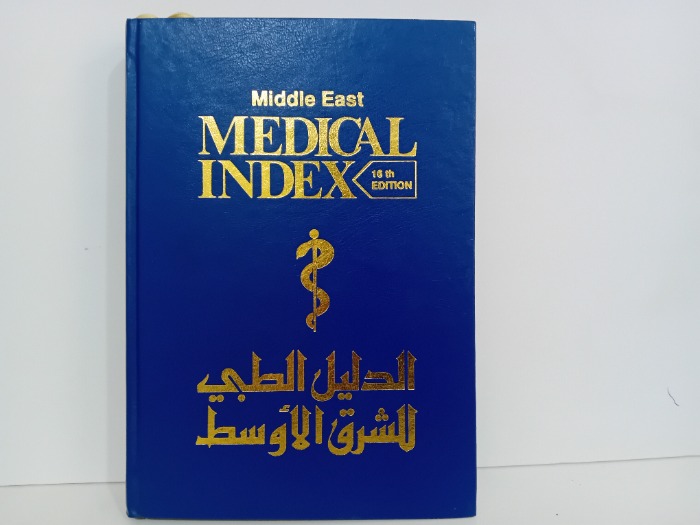 Middle East
MEDICAL
INDEX
16 th
EDITION
الدليل الطبي
للشرق الأوسط